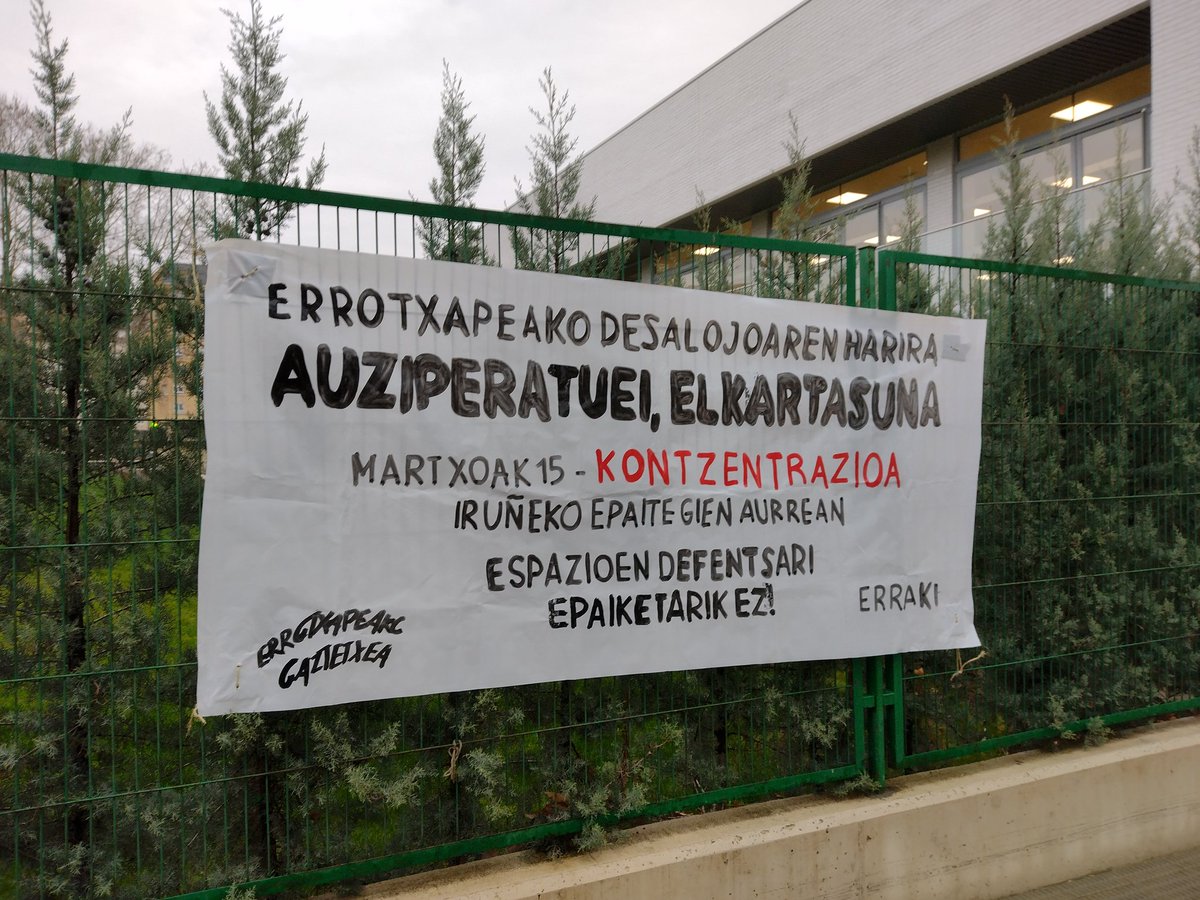 ERROTXAPEAKO DESALOJOAREN HARIRA
AUZIPERATUEI, ELKARTASUNA
MARTXOAK 15 - KONTZENTRAZIOA
IRUÑEKO EPAITEGIEN AURREAN
ESPAZIOEN DEFENTSARI
EPAIKETARIK EZ!
ERRAKI
ERROTXAPEAKO
GAZTETXEA